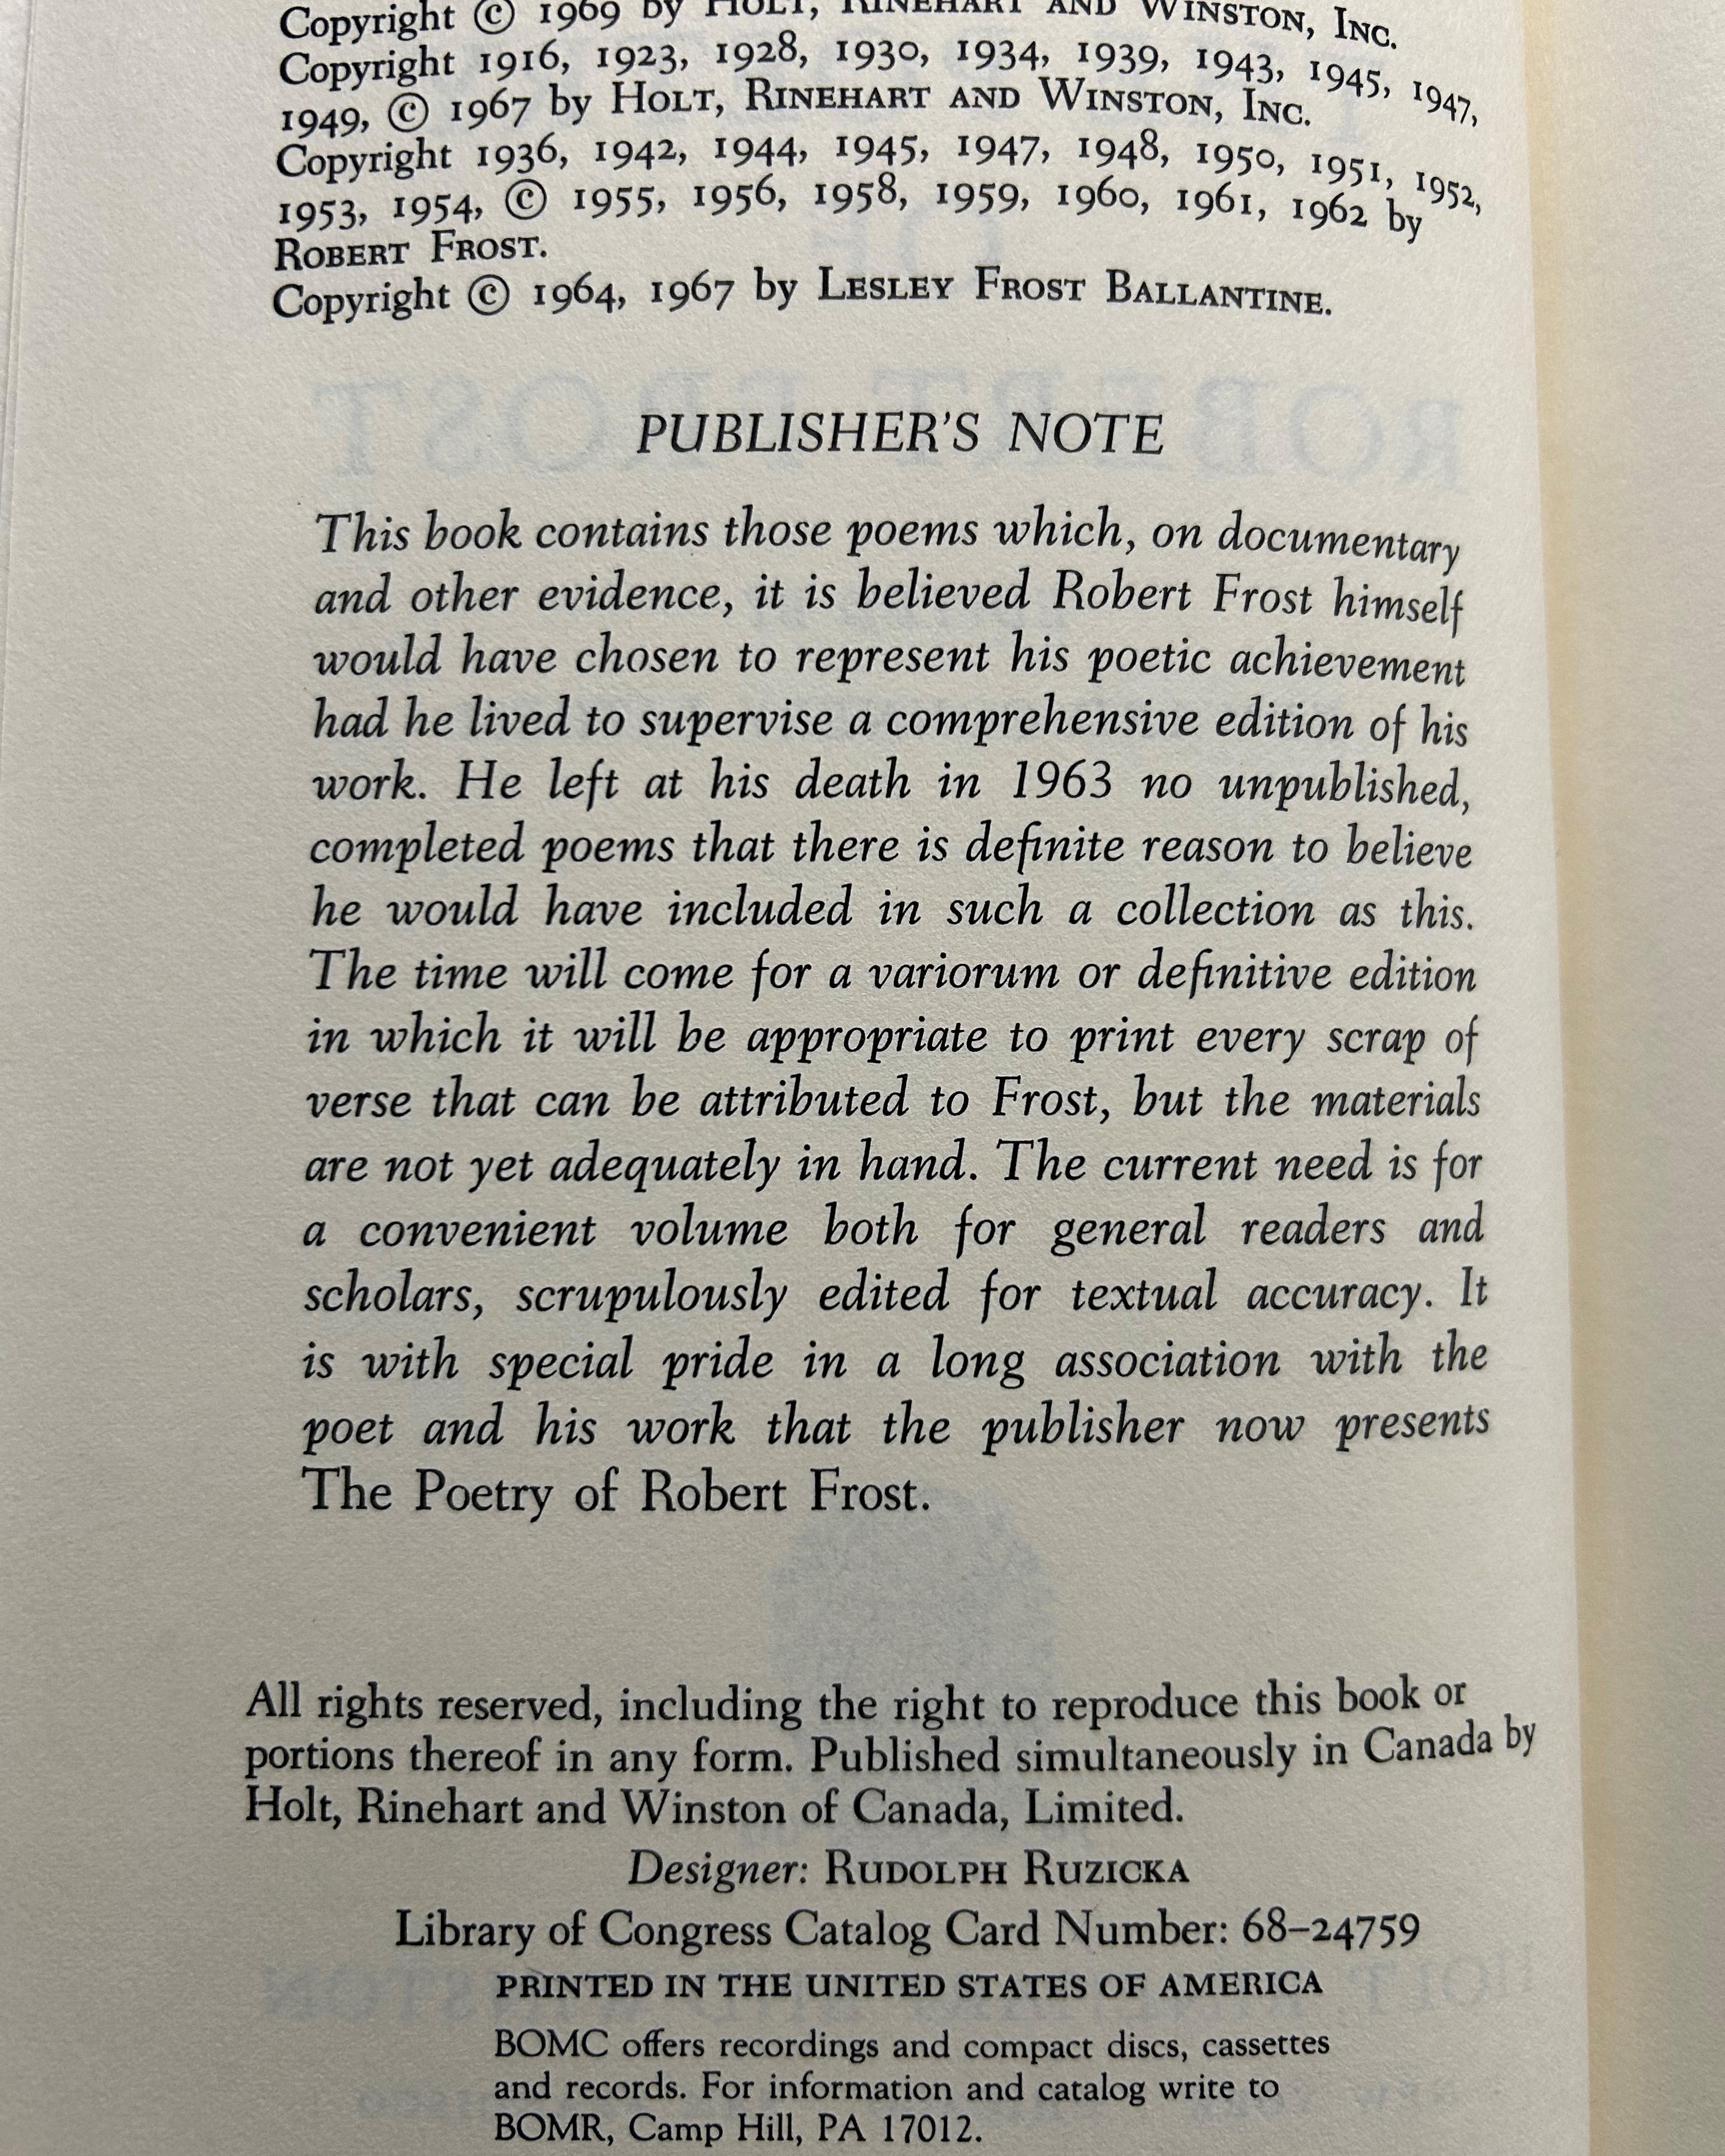 Copyright © 1969 by HOLT, RINEHART AND WINSTON, INC.
Copyright 1916, 1923, 1928, 1930, 1934, 1939, 1943, 1945, 1947,
1949, © 1967 by HOLT, RINEHART AND WINSTON, INC.
Copyright 1936, 1942, 1944, 1945, 1947, 1948, 1950, 1951, 1952,
1953, 1954, © 1955, 1956, 1958, 1959, 1960, 1961, 1962 by
ROBERT FROST.
Copyright © 1964, 1967 by LESLEY FROST BALLANTINE.
PUBLISHER'S NOTE
This book contains those poems which, on documentary
and other evidence, it is believed Robert Frost himself
would have chosen to represent his poetic achievement
had he lived to supervise a comprehensive edition of his
work. He left at his death in 1963 no unpublished,
completed poems that there is definite reason to believe
he would have included in such a collection as this.
The time will come for a variorum or definitive edition
in which it will be appropriate to print every scrap of
verse that can be attributed to Frost, but the materials
are not yet adequately in hand. The current need is for
a convenient volume both for general readers and
scholars, scrupulously edited for textual accuracy. It
is with special pride in a long association with the
poet and his work that the publisher now presents
The Poetry of Robert Frost.
All rights reserved, including the right to reproduce this book or
portions thereof in any form. Published simultaneously in Canada by
Holt, Rinehart and Winston of Canada, Limited.
Designer: RUDOLPH RUZICKA
Library of Congress Catalog Card Number: 68–24759
PRINTED IN THE UNITED STATES OF AMERICA
BOMC offers recordings and compact discs, cassettes
and records. For information and catalog write to
BOMR, Camp Hill, PA 17012.